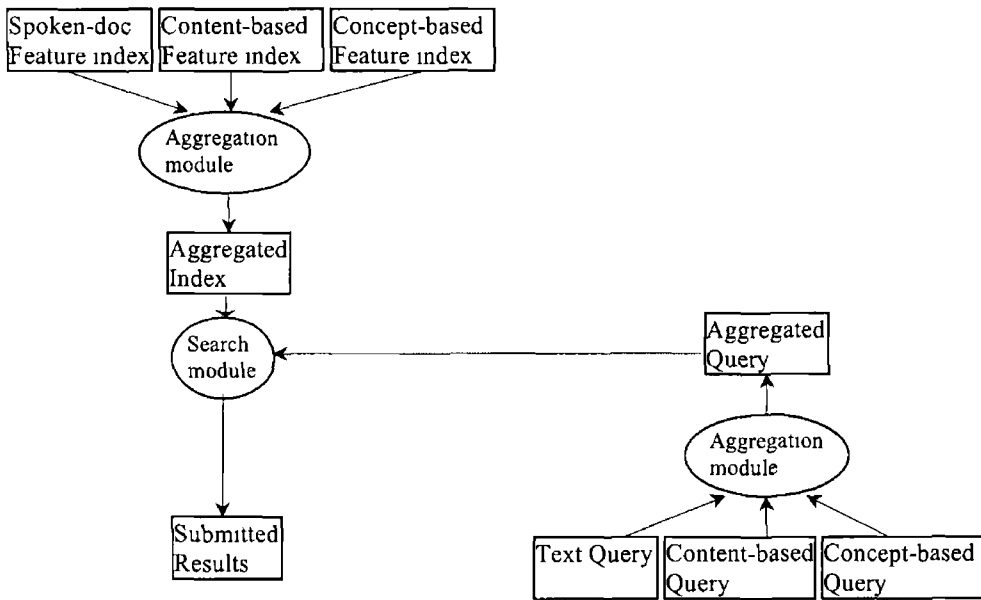 Spoken-doc
Feature index
Content-based
Feature index
Concept-based
Feature index
Aggregation
module
Aggregated
Index
Search
module
Aggregated
Query
Aggregation
module
Submitted
Results
Text Query
Content-based
Query
Concept-based
Query